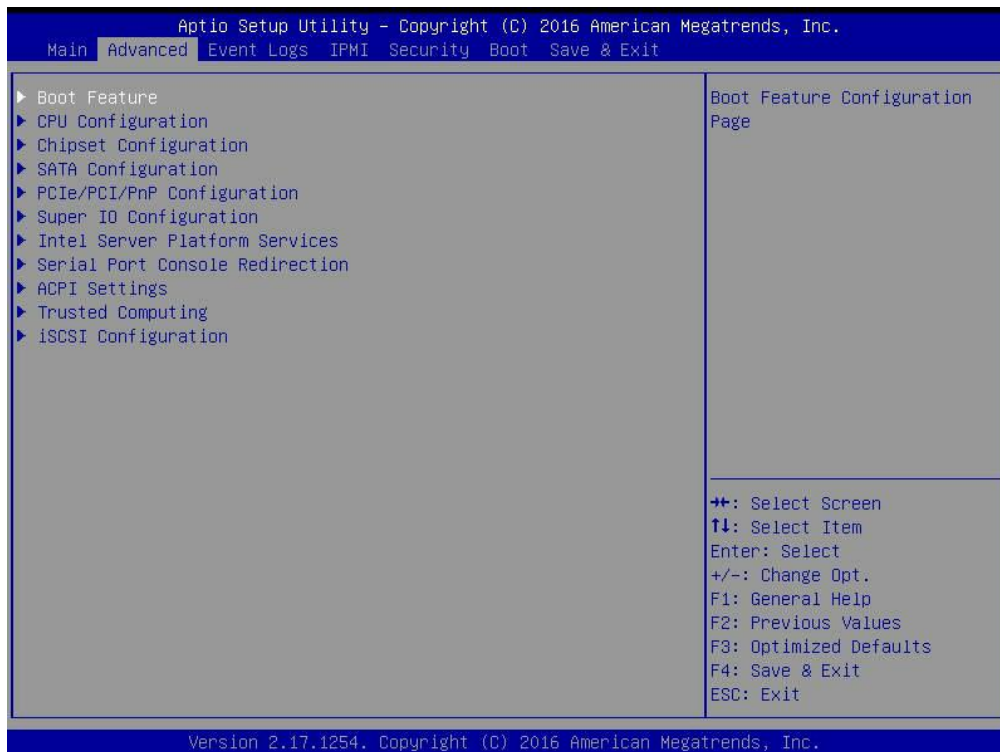 Aptio Setup Utility - Copyright (C) 2016 American Megatrends, Inc.
Main Advanced Event Logs IPMI Security Boot Save & Exit
▶ Boot Feature
▶ CPU Configuration
▶ Chipset Configuration
▶ SATA Configuration
▶ PCIe/PCI/PnP Configuration
▶ Super IO Configuration
▶ Intel Server Platform Services
▶ Serial Port Console Redirection
▶ ACPI Settings
▶ Trusted Computing
▶ iSCSI Configuration
Boot Feature Configuration
Page
→←: Select Screen
↑↓: Select Item
Enter: Select
+/-: Change Opt.
F1: General Help
F2: Previous Values
F3: Optimized Defaults
F4: Save & Exit
ESC: Exit
Version 2.17.1254. Copyright (C) 2016 American Megatrends, Inc.